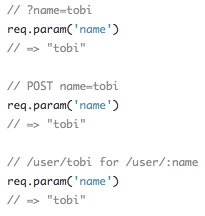 // ?name=tobi
req.param('name')
// => "tobi"
// POST name=tobi
req.param('name')
// => "tobi"
// /user/tobi for /user/:name
req.param('name')
// => "tobi"